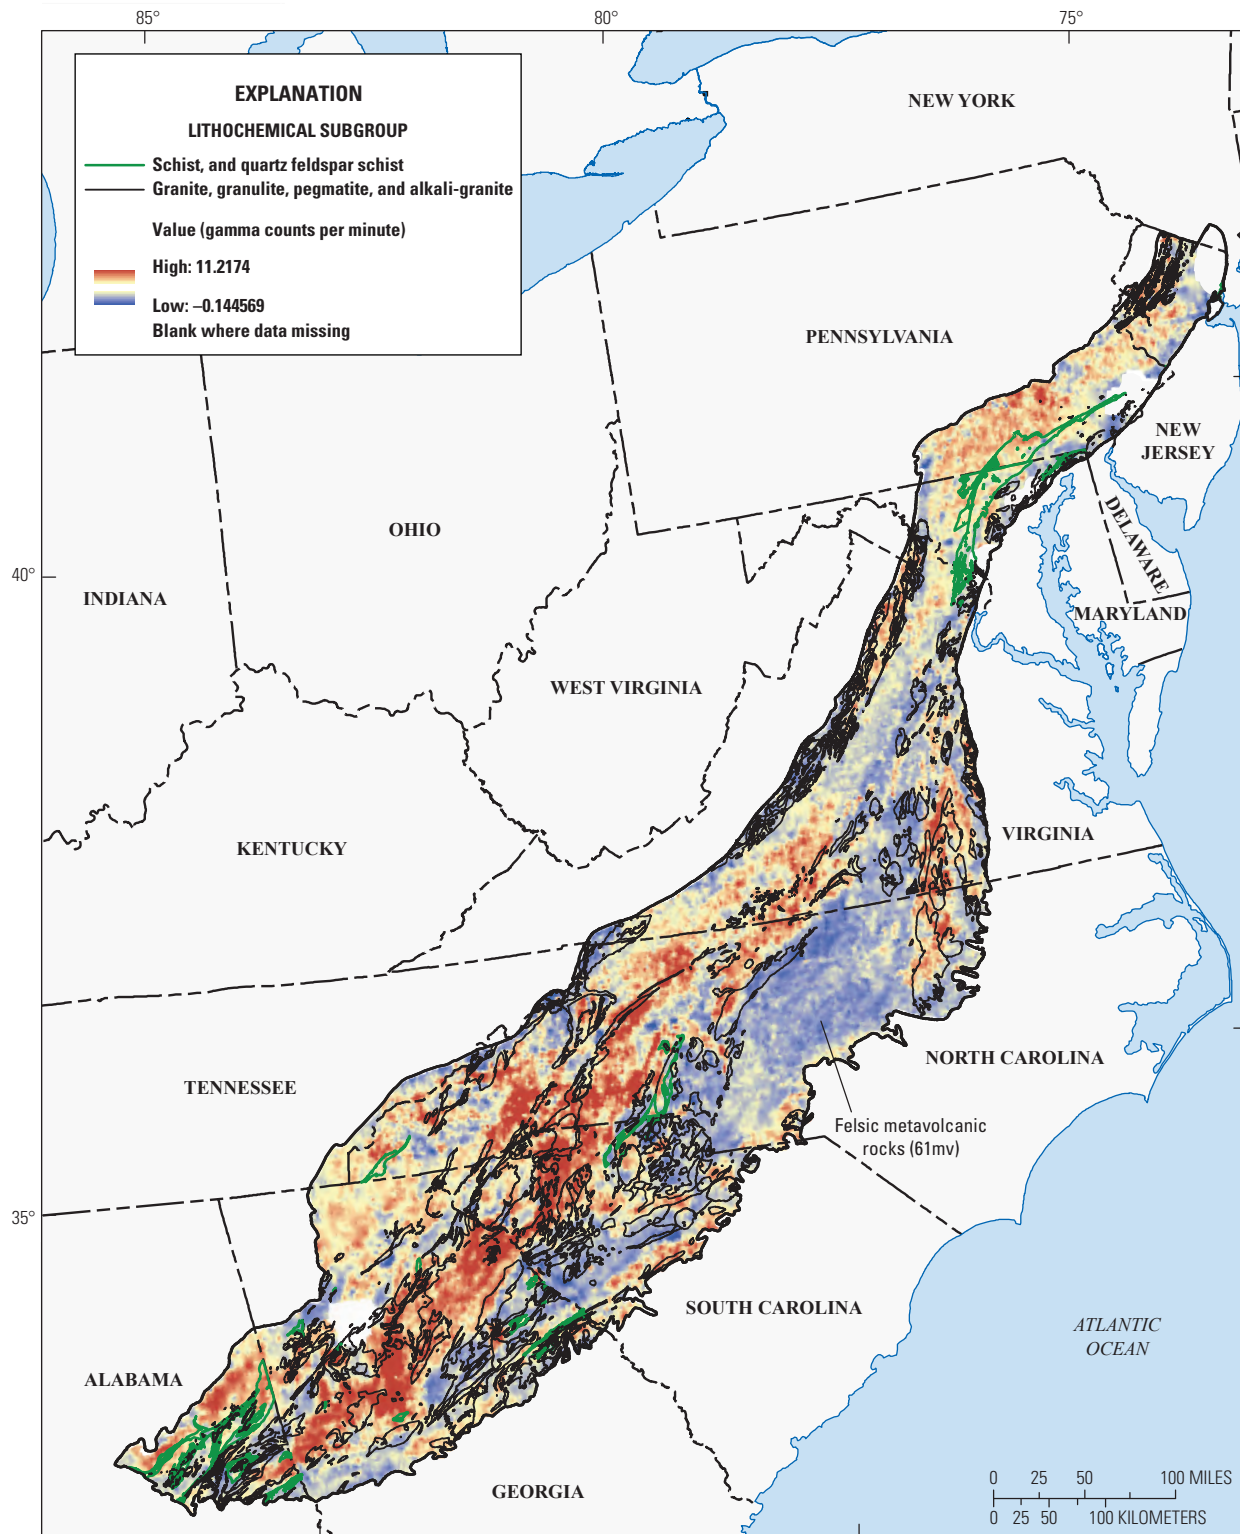 85°
80°
75°
EXPLANATION
LITHOCHEMICAL SUBGROUP
Schist, and quartz feldspar schist
Granite, granulite, pegmatite, and alkali-granite
Value (gamma counts per minute)
High: 11.2174
Low: –0.144569
Blank where data missing
NEW YORK
PENNSYLVANIA
NEW
JERSEY
OHIO
DELAWARE
40°
INDIANA
MARYLAND
WEST VIRGINIA
VIRGINIA
KENTUCKY
NORTH CAROLINA
TENNESSEE
Felsic metavolcanic
rocks (61mv)
35°
SOUTH CAROLINA
ATLANTIC
OCEAN
ALABAMA
GEORGIA
0 25 50 100 MILES
0 25 50 100 KILOMETERS